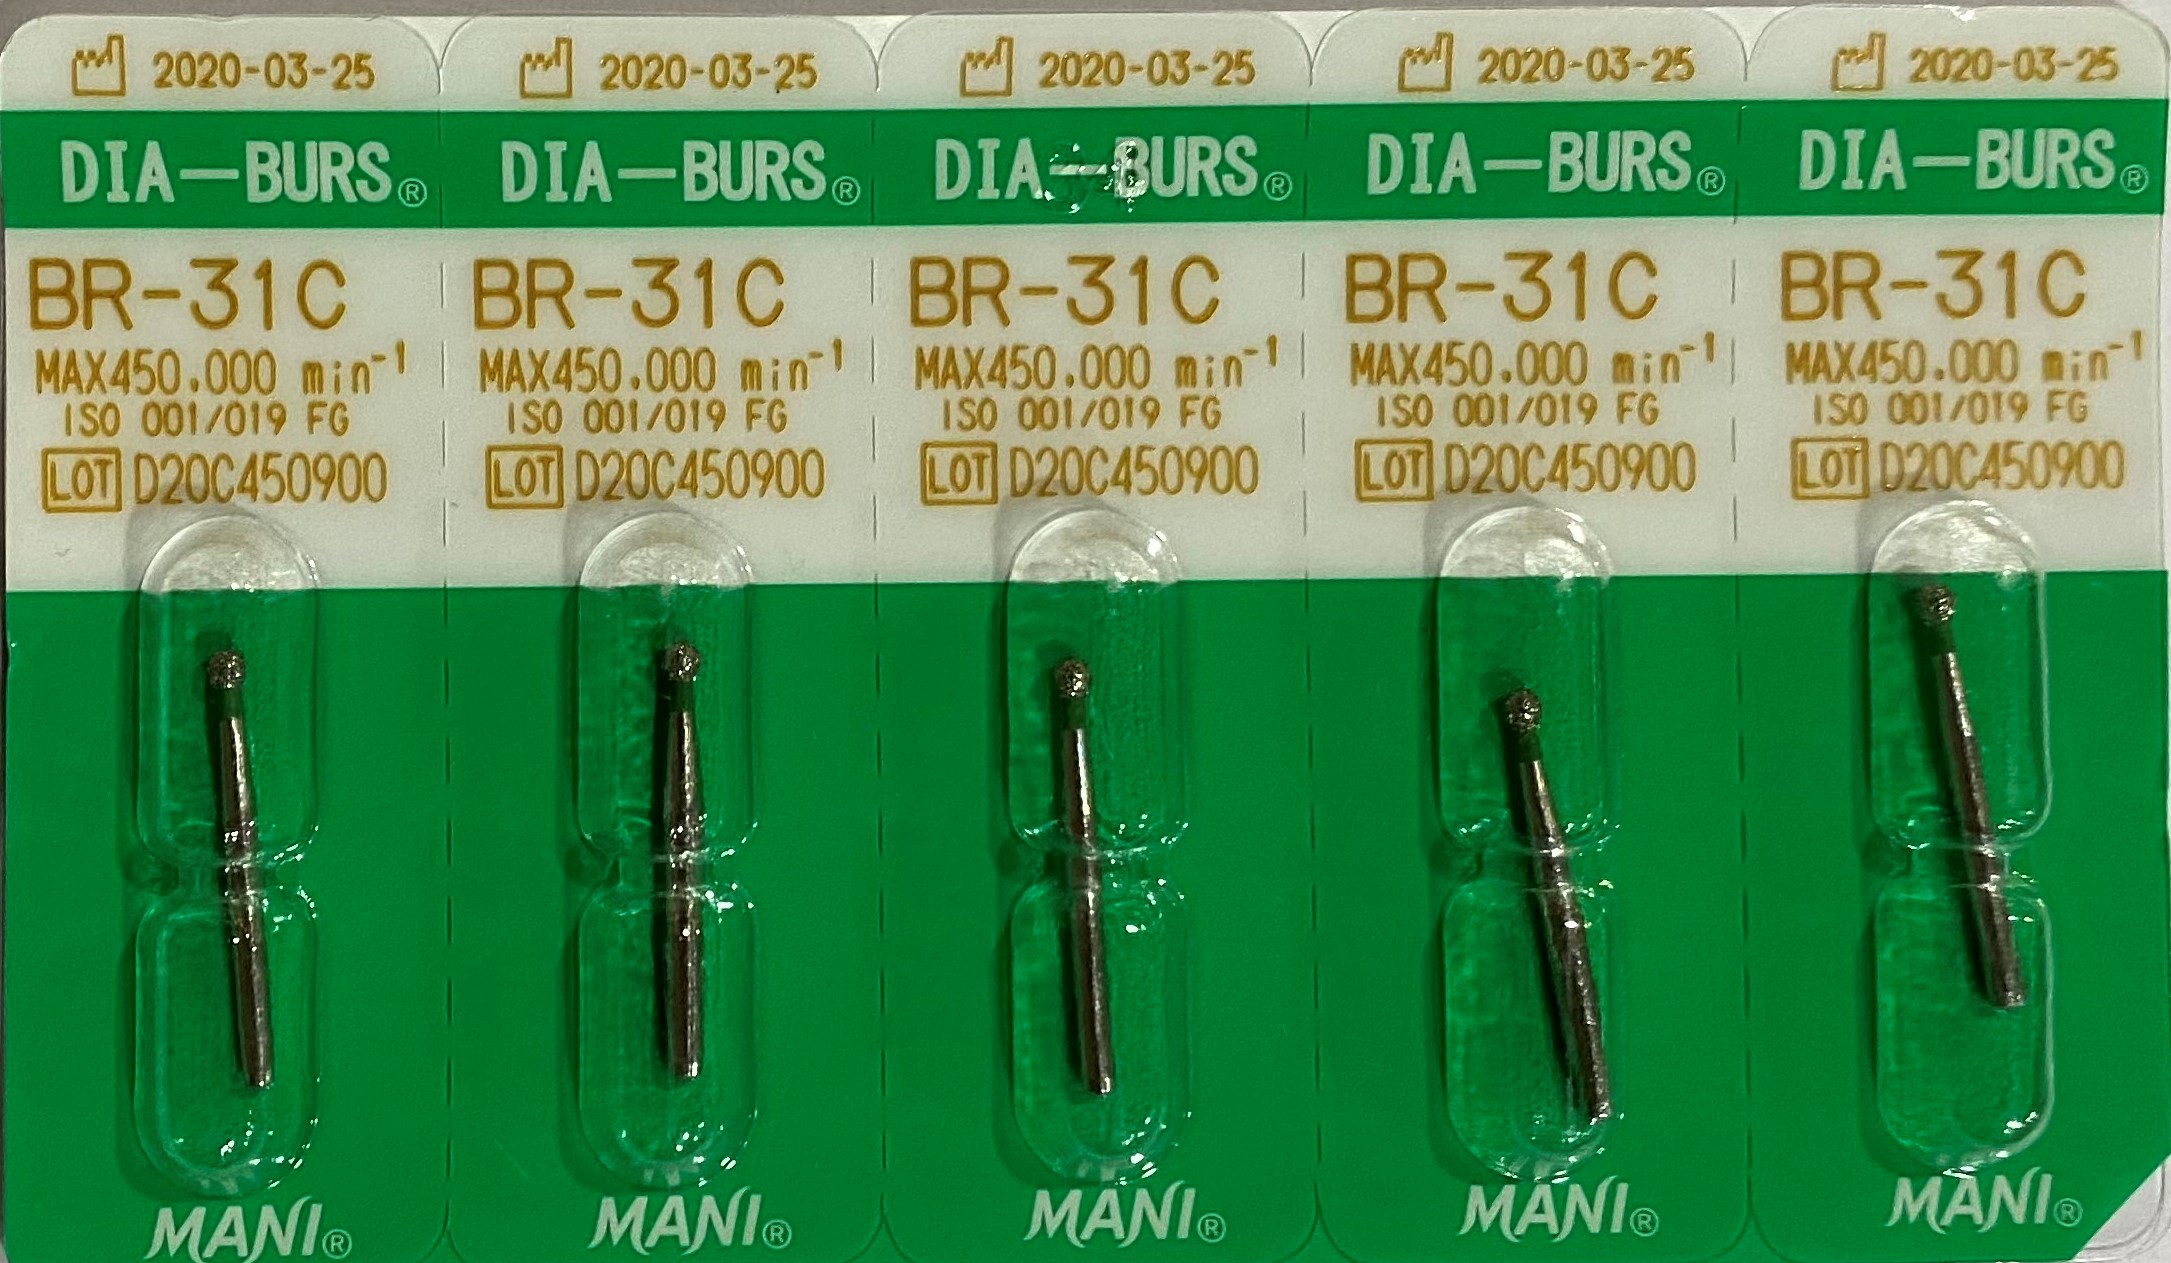 2020-03-25 2020-03-25 2020-03-25 2020-03-25 2020-03-25
DIA-BURS® DIA-BURS® DIA-BURS® DIA-BURS® DIA-BURS®
BR-31C BR-31C BR-31C BR-31C BR-31C
MAX450.000 min⁻¹ MAX450.000 min⁻¹ MAX450.000 min⁻¹ MAX450.000 min⁻¹ MAX450.000 min⁻¹
ISO 001/019 FG ISO 001/019 FG ISO 001/019 FG ISO 001/019 FG ISO 001/019 FG
LOT D20C450900 LOT D20C450900 LOT D20C450900 LOT D20C450900 LOT D20C450900
MANI® MANI® MANI® MANI® MANI®